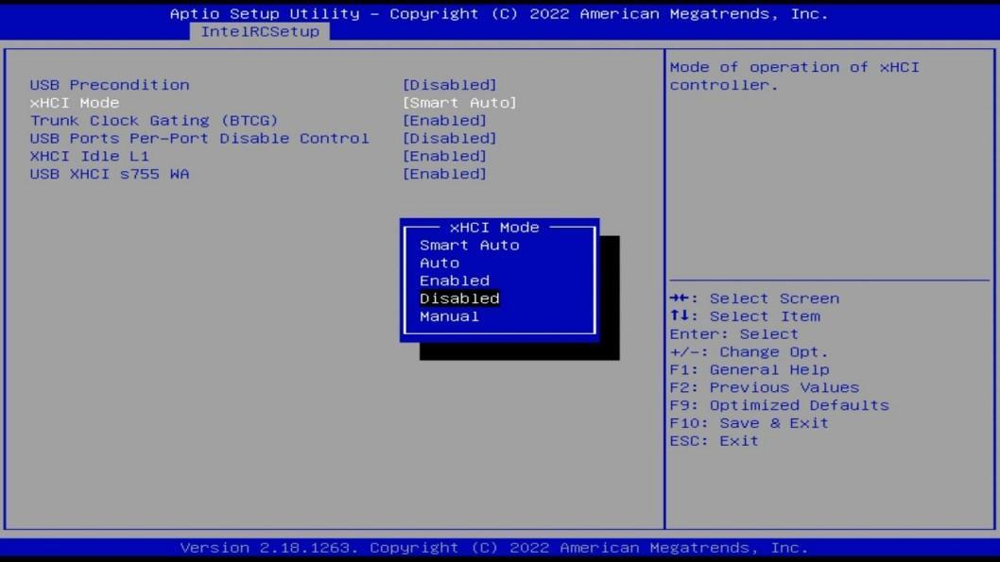 Aptio Setup Utility – Copyright (C) 2022 American Megatrends, Inc.
IntelRCSetup
USB Precondition [Disabled]
xHCI Mode [Smart Auto]
Trunk Clock Gating (BTCG) [Enabled]
USB Ports Per-Port Disable Control [Disabled]
XHCI Idle L1 [Enabled]
USB XHCI s755 WA [Enabled]
xHCI Mode
Smart Auto
Auto
Enabled
Disabled
Manual
Mode of operation of xHCI
controller.
→←: Select Screen
↑↓: Select Item
Enter: Select
+/-: Change Opt.
F1: General Help
F2: Previous Values
F9: Optimized Defaults
F10: Save & Exit
ESC: Exit
Version 2.18.1263. Copyright (C) 2022 American Megatrends, Inc.